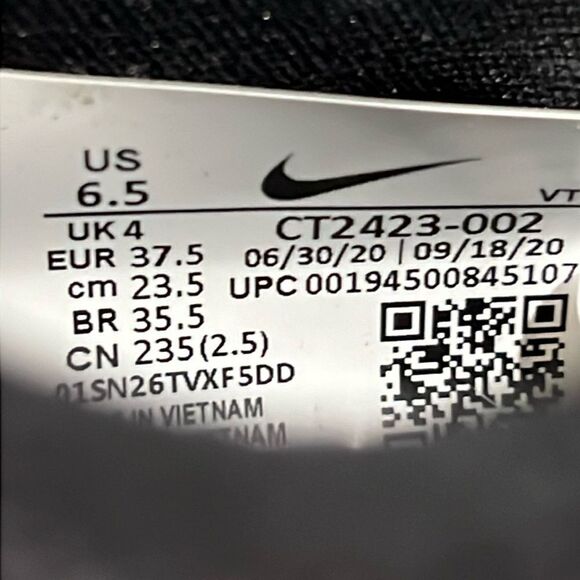 US
6.5
VT
UK 4
CT2423-002
EUR 37.5
06/30/20 | 09/18/20
cm 23.5
UPC 00194500845107
BR 35.5
CN 235(2.5)
01SN26TVXF5DD
IN VIETNAM